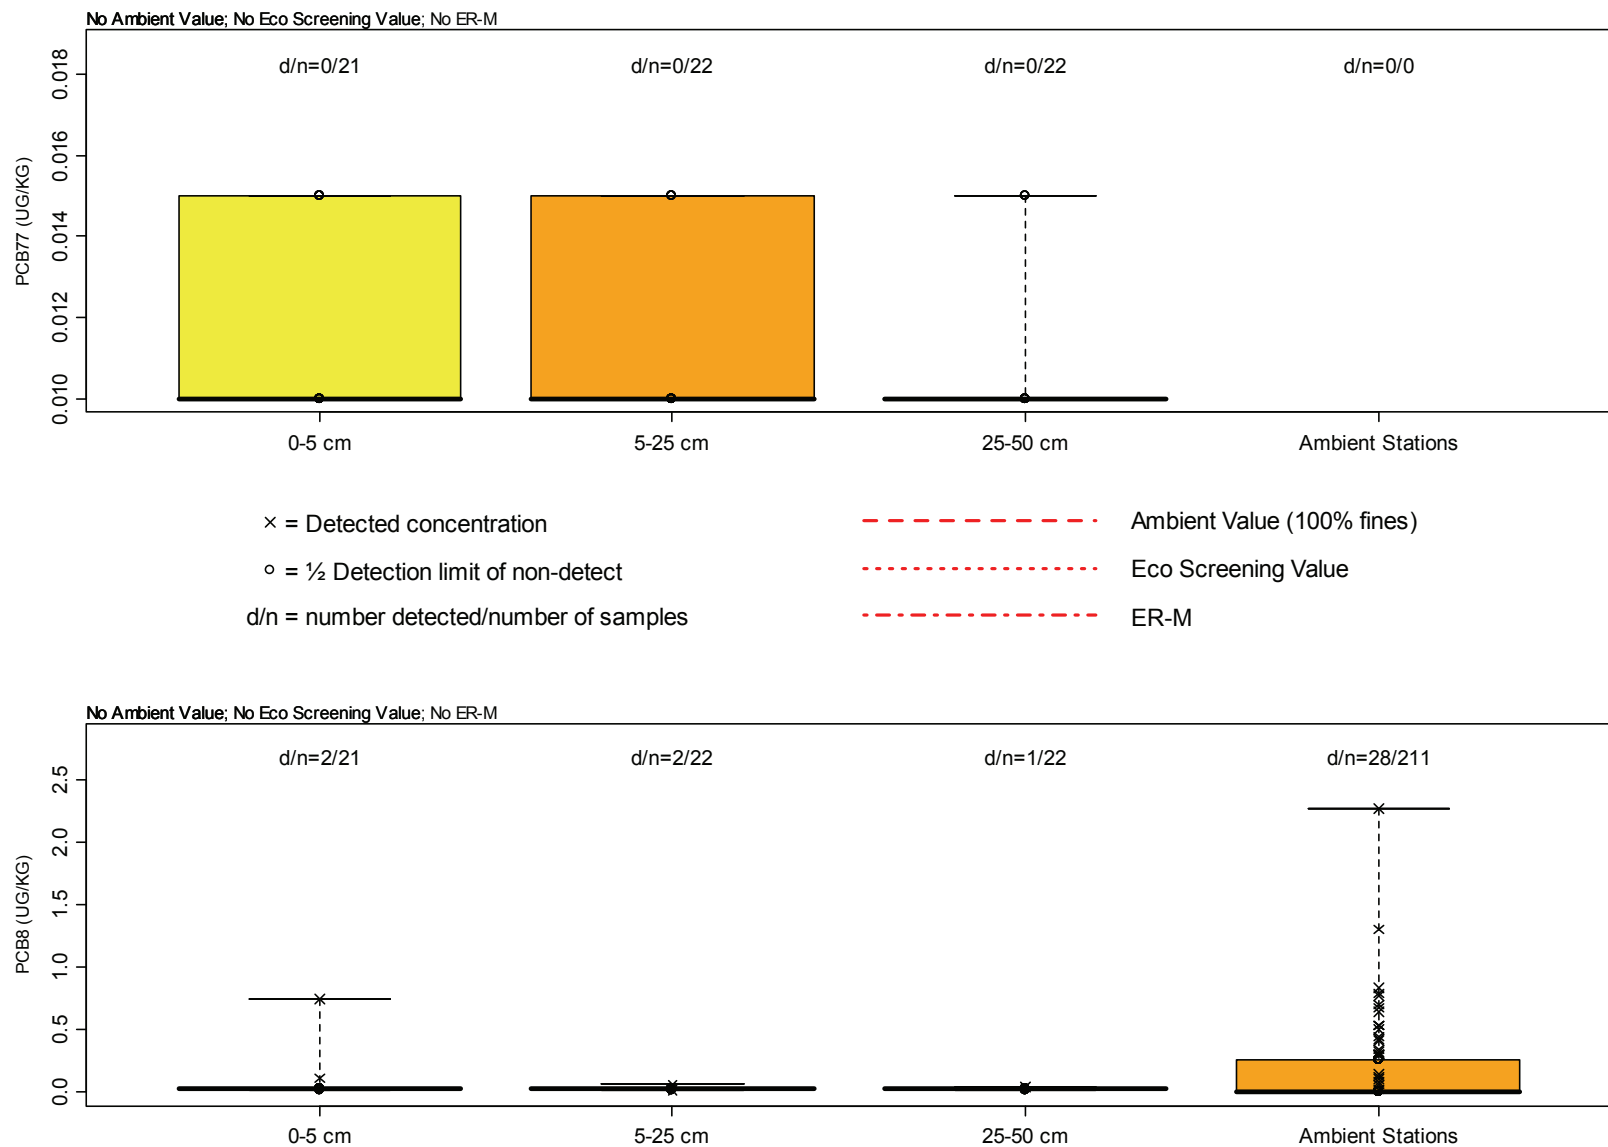 No Ambient Value; No Eco Screening Value; No ER-M
d/n=0/21 d/n=0/22 d/n=0/22 d/n=0/0
PCB77 (UG/KG)
0.018
0.016
0.014
0.012
0.010
0-5 cm 5-25 cm 25-50 cm Ambient Stations
× = Detected concentration
○ = ½ Detection limit of non-detect
d/n = number detected/number of samples
Ambient Value (100% fines)
Eco Screening Value
ER-M
No Ambient Value; No Eco Screening Value; No ER-M
d/n=2/21 d/n=2/22 d/n=1/22 d/n=28/211
PCB8 (UG/KG)
2.5
2.0
1.5
1.0
0.5
0.0
0-5 cm 5-25 cm 25-50 cm Ambient Stations